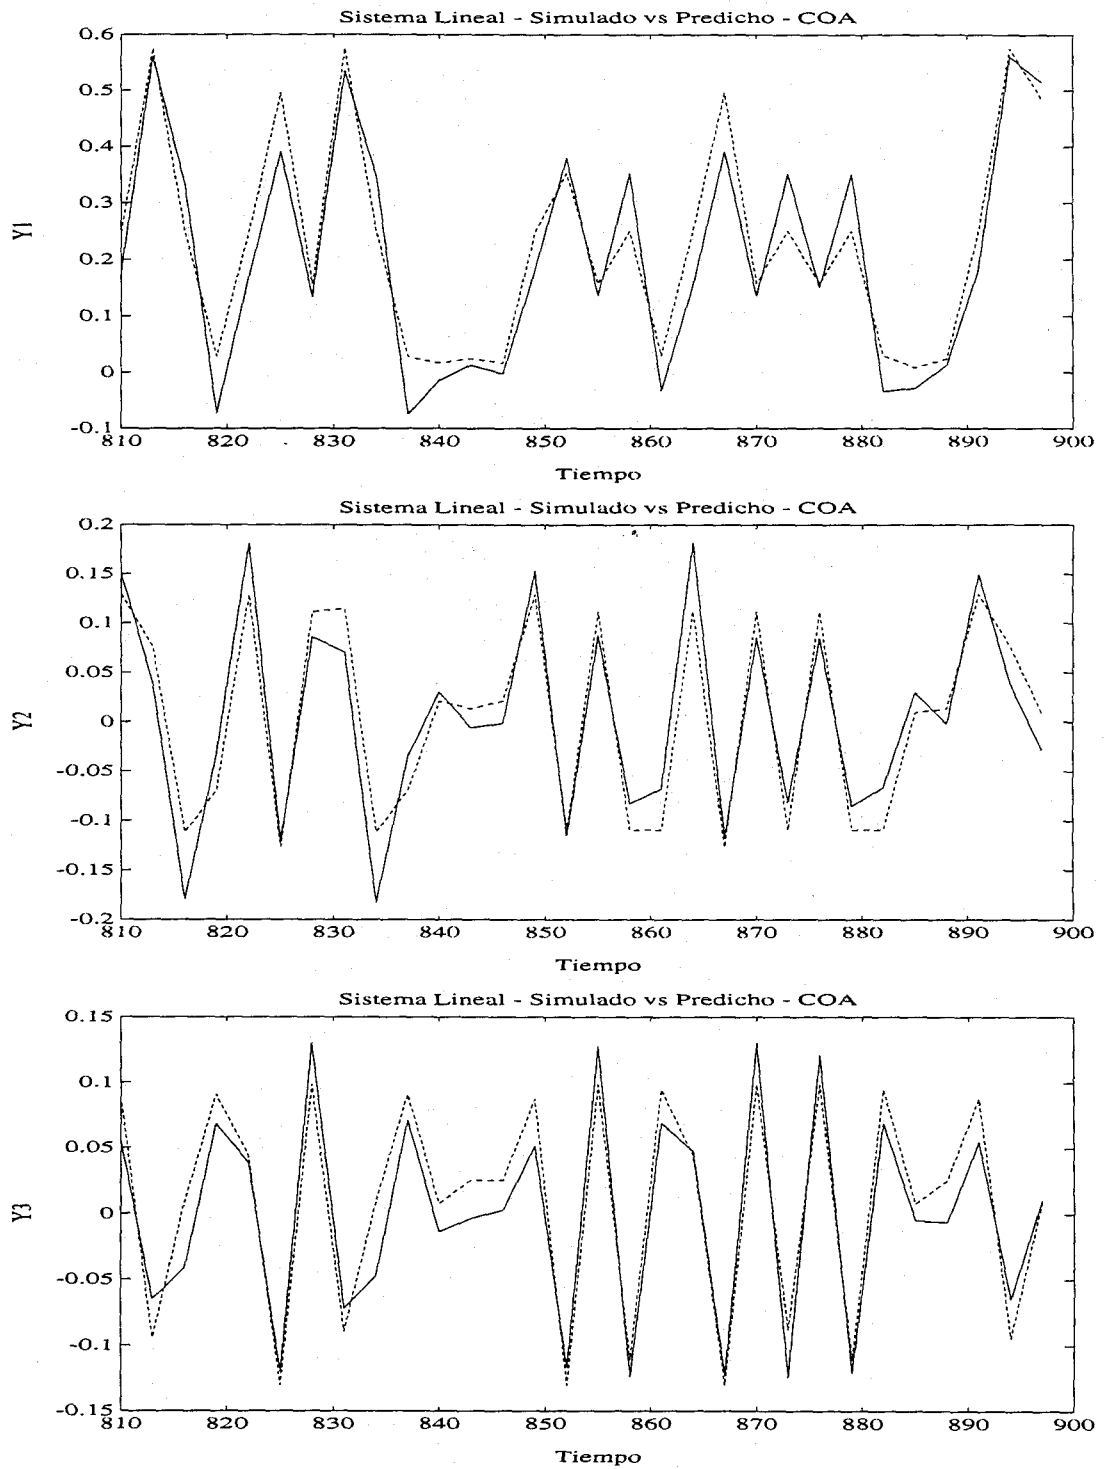 Sistema Lineal - Simulado vs Predicho - COA
0.6
0.5
0.4
0.3
0.2
0.1
0
-0.1
Y1
810 820 830 840 850 860 870 880 890 900
Tiempo
Sistema Lineal - Simulado vs Predicho - COA
0.2
0.15
0.1
0.05
0
-0.05
-0.1
-0.15
-0.2
Y2
810 820 830 840 850 860 870 880 890 900
Tiempo
Sistema Lineal - Simulado vs Predicho - COA
0.15
0.1
0.05
0
-0.05
-0.1
-0.15
Y3
810 820 830 840 850 860 870 880 890 900
Tiempo